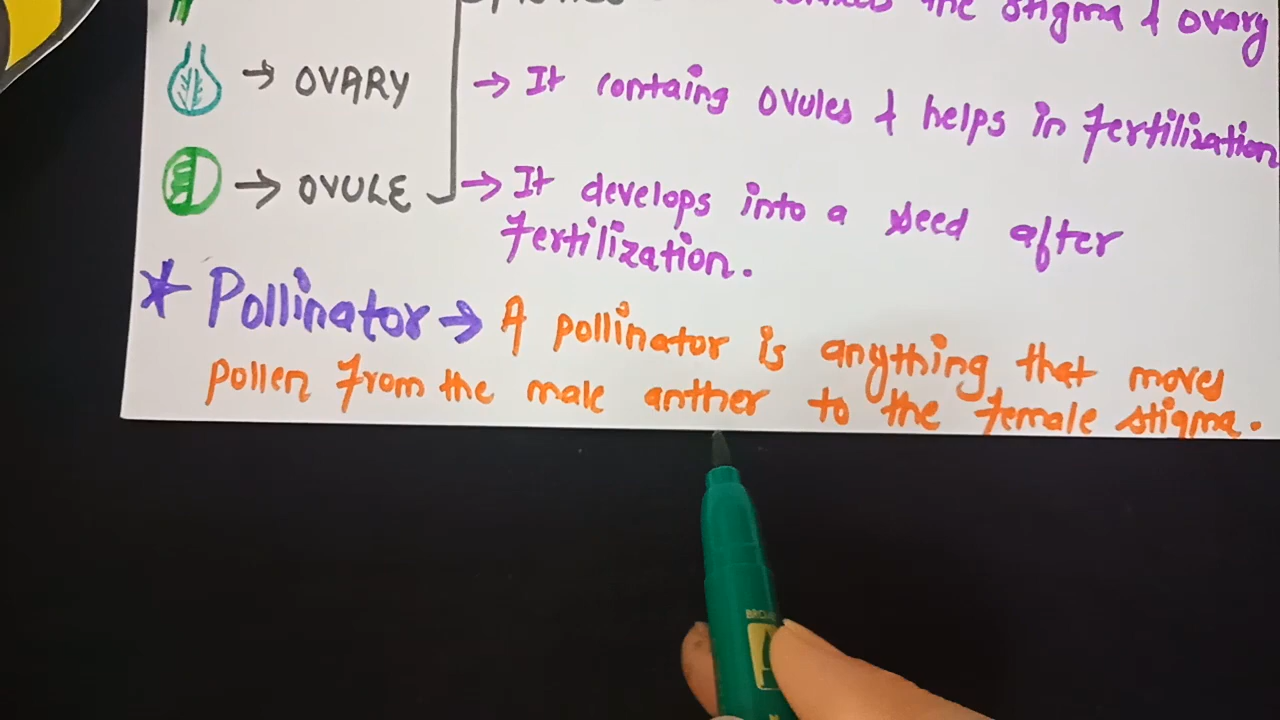 the stigma & ovary
→ OVARY → It containg ovules & helps in fertilization
→ OVULE → It develops into a seed after
fertilization.
* Pollinator → A pollinator is anything that moves
pollen from the male anther to the female stigma.